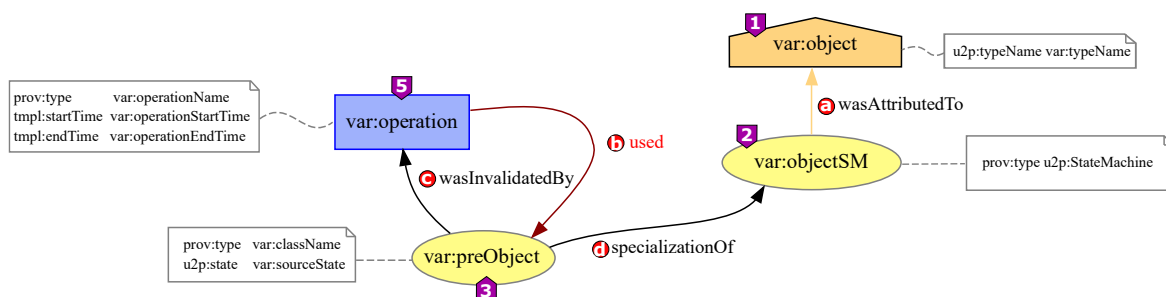 1
var:object
u2p:typeName var:typeName
5
prov:type var:operationName
tmpl:startTime var:operationStartTime
tmpl:endTime var:operationEndTime
var:operation
a wasAttributedTo
b used
2
var:objectSM
prov:type u2p:StateMachine
c wasInvalidatedBy
prov:type var:className
u2p:state var:sourceState
var:preObject
d specializationOf
3